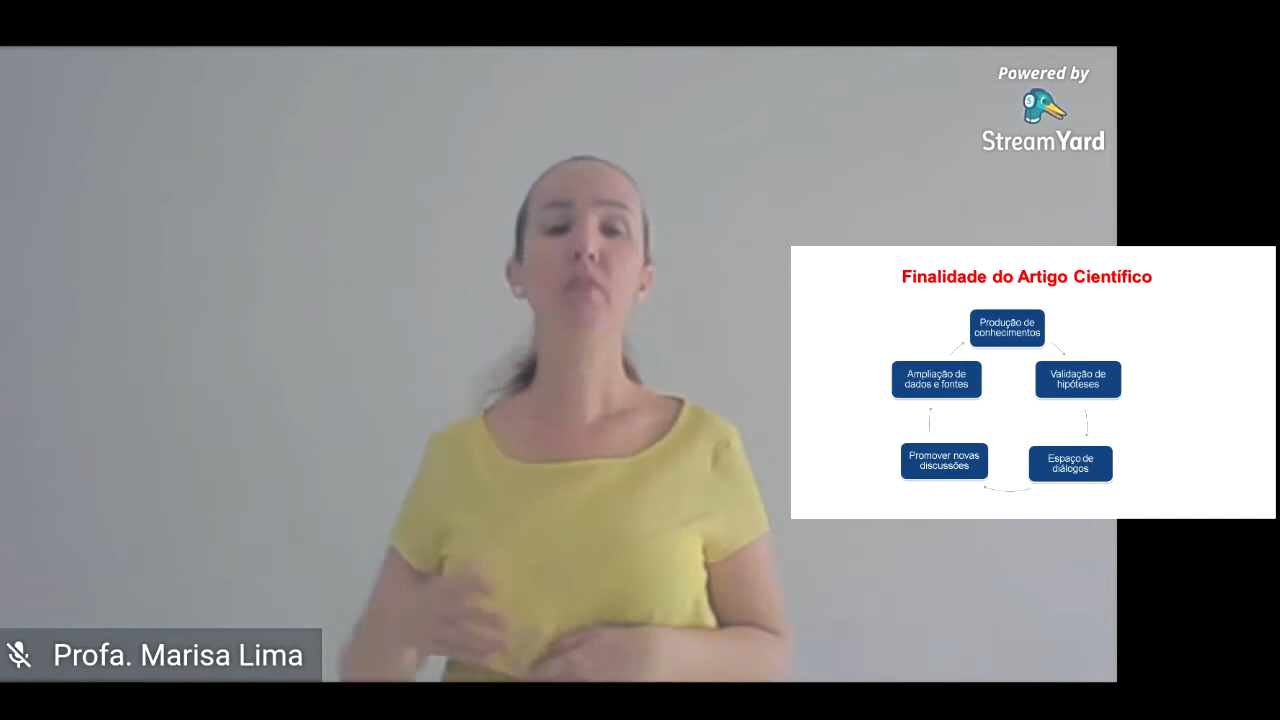 Powered by
StreamYard
Finalidade do Artigo Científico
Produção de
conhecimentos
Ampliação de
dados e fontes
Validação de
hipóteses
Promover novas
discussões
Espaço de
diálogos
Profa. Marisa Lima